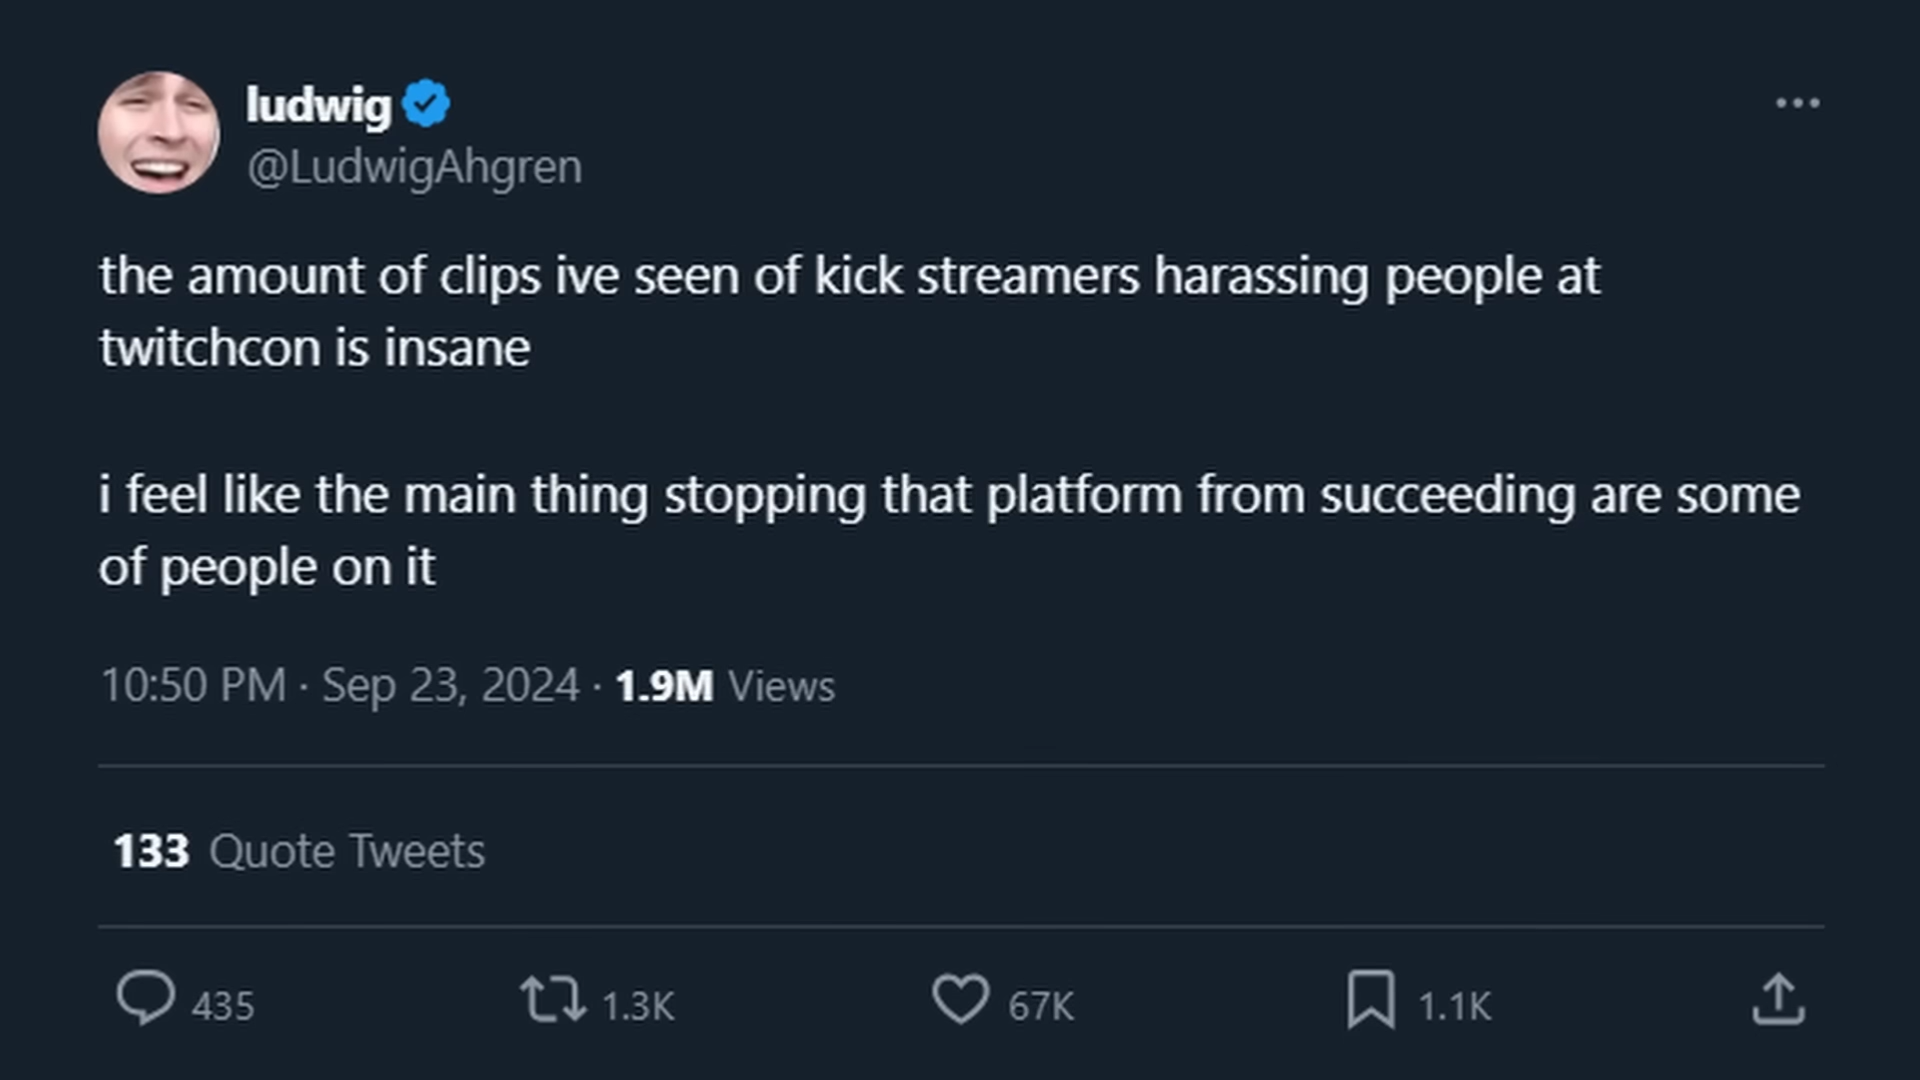 ludwig
@LudwigAhgren
the amount of clips ive seen of kick streamers harassing people at
twitchcon is insane
i feel like the main thing stopping that platform from succeeding are some
of people on it
10:50 PM · Sep 23, 2024 · 1.9M Views
133 Quote Tweets
435 1.3K 67K 1.1K